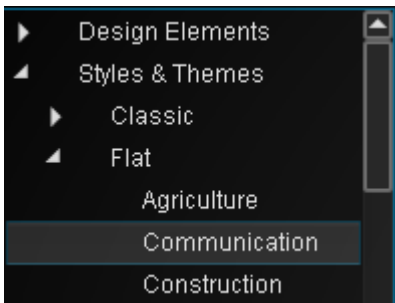 Design Elements
Styles & Themes
Classic
Flat
Agriculture
Communication
Construction